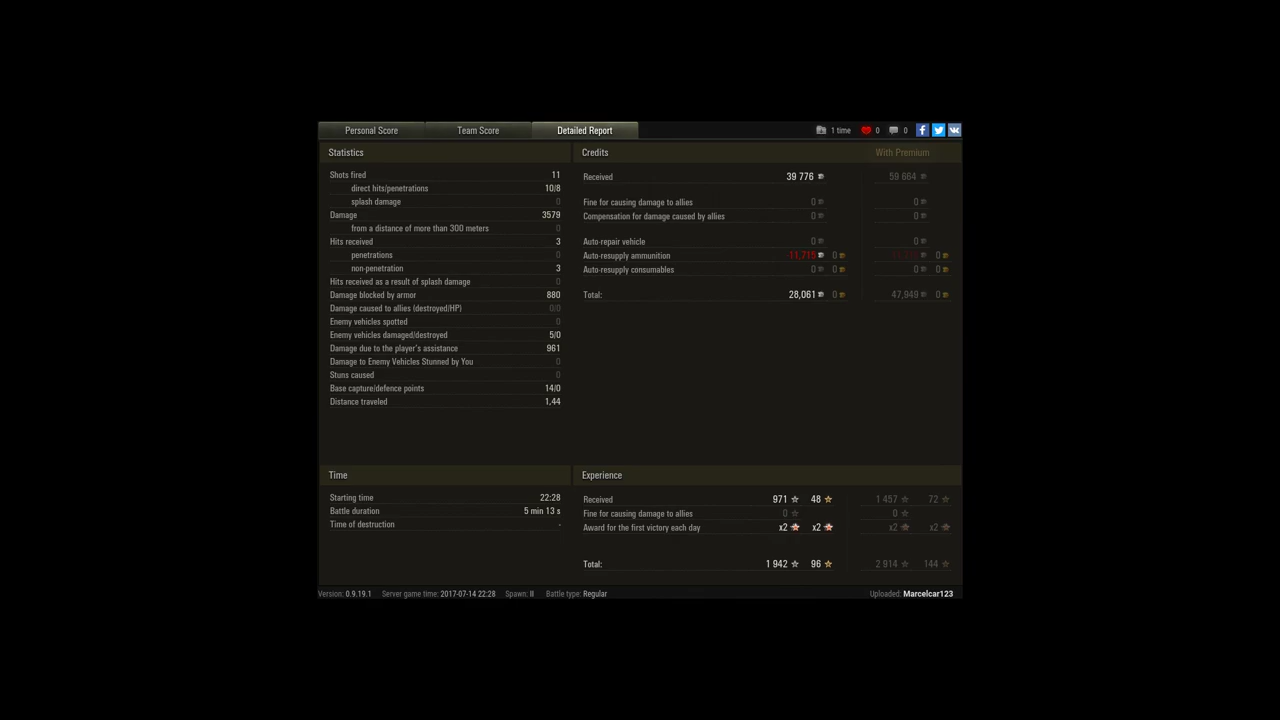 Personal Score Team Score Detailed Report 1 time 0 0
Statistics
Shots fired 11
direct hits/penetrations 10/8
splash damage 0
Damage 3579
from a distance of more than 300 meters 0
Hits received 3
penetrations 0
non-penetration 3
Hits received as a result of splash damage 0
Damage blocked by armor 880
Damage caused to allies (destroyed/HP) 0/0
Enemy vehicles spotted 0
Enemy vehicles damaged/destroyed 5/0
Damage due to the player's assistance 961
Damage to Enemy Vehicles Stunned by You 0
Stuns caused 0
Base capture/defence points 14/0
Distance traveled 1,44
Credits With Premium
Received 39 776 59 664
Fine for causing damage to allies 0 0
Compensation for damage caused by allies 0 0
Auto-repair vehicle 0 0
Auto-resupply ammunition -11,715 0 0
Auto-resupply consumables 0 0 0 0
Total: 28,061 0 47,949 0
Time
Starting time 22:28
Battle duration 5 min 13 s
Time of destruction -
Experience
Received 971 48 1 457 72
Fine for causing damage to allies 0 0
Award for the first victory each day x2 x2 x2 x2
Total: 1 942 96 2 914 144
Version: 0.9.19.1 Server game time: 2017-07-14 22:28 Spawn: II Battle type: Regular Uploaded: Marcelcar123